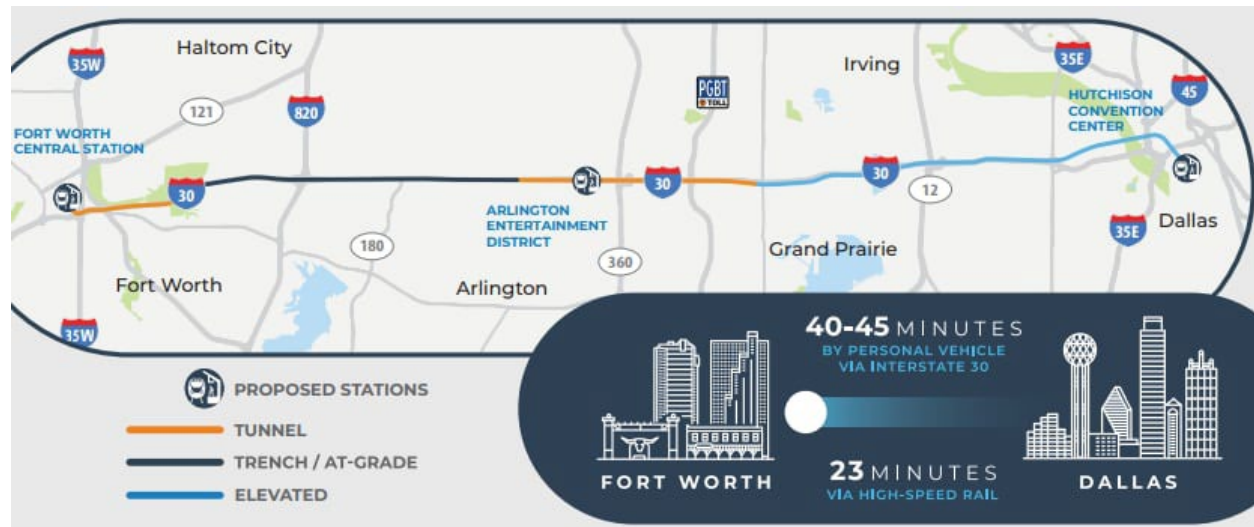 Haltom City
35W
121
820
FORT WORTH
CENTRAL STATION
30
PGBT
TOLL
Irving
35E
45
HUTCHISON
CONVENTION
CENTER
30
30
12
ARLINGTON
ENTERTAINMENT
DISTRICT
180
360
35E
Dallas
Grand Prairie
Fort Worth
Arlington
35W
PROPOSED STATIONS
TUNNEL
TRENCH / AT-GRADE
ELEVATED
40-45 MINUTES
BY PERSONAL VEHICLE
VIA INTERSTATE 30
23 MINUTES
VIA HIGH-SPEED RAIL
FORT WORTH
DALLAS